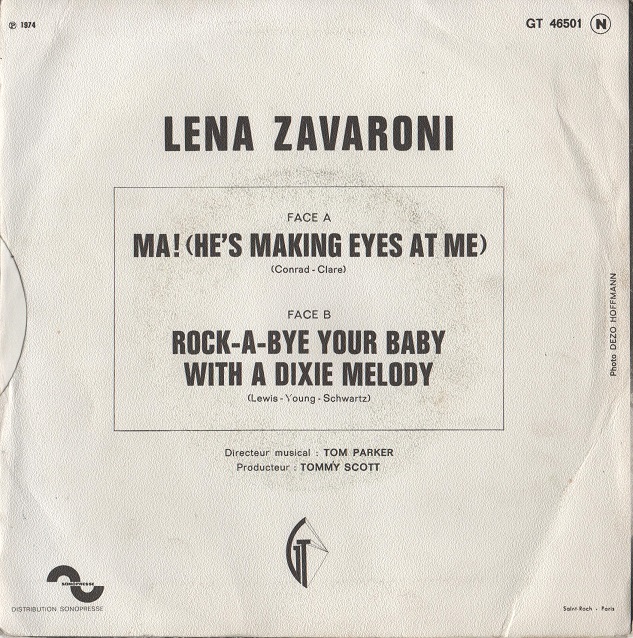 ℗ 1974
GT 46501 N
LENA ZAVARONI
FACE A
MA! (HE'S MAKING EYES AT ME)
(Conrad - Clare)
FACE B
ROCK-A-BYE YOUR BABY
WITH A DIXIE MELODY
(Lewis - Young - Schwartz)
Directeur musical : TOM PARKER
Producteur : TOMMY SCOTT
Photo DEZO HOFFMANN
GT
SONOPRESSE
DISTRIBUTION SONOPRESSE
Saint Roch - Paris